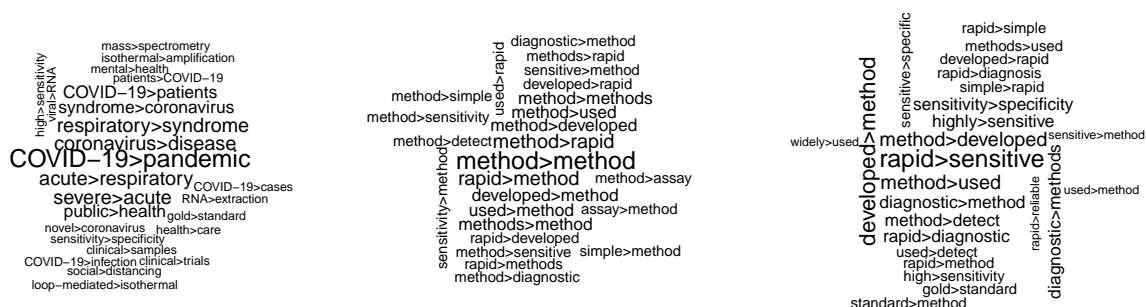 mass>spectrometry
isothermal>amplification
mental>health
patients>COVID−19
high>sensitivity
viral>RNA
COVID−19>patients
syndrome>coronavirus
respiratory>syndrome
coronavirus>disease
COVID−19>pandemic
acute>respiratory
COVID−19>cases
severe>acute
RNA>extraction
public>health
gold>standard
novel>coronavirus
health>care
sensitivity>specificity
clinical>samples
COVID−19>infection
clinical>trials
social>distancing
loop−mediated>isothermal
diagnostic>method
methods>rapid
used>rapid
sensitive>method
developed>rapid
method>simple
method>methods
method>used
method>sensitivity
method>developed
method>detect
method>rapid
method>method
sensitivity>method
rapid>method
method>assay
developed>method
used>method
assay>method
methods>method
rapid>developed
method>sensitive
simple>method
rapid>methods
method>diagnostic
rapid>simple
sensitive>specific
methods>used
developed>rapid
rapid>diagnosis
simple>rapid
developed>method
sensitivity>specificity
highly>sensitive
widely>used
method>developed
sensitive>method
rapid>sensitive
method>used
diagnostic>methods
rapid>reliable
used>method
diagnostic>method
method>detect
rapid>diagnostic
used>detect
rapid>method
high>sensitivity
gold>standard
standard>method